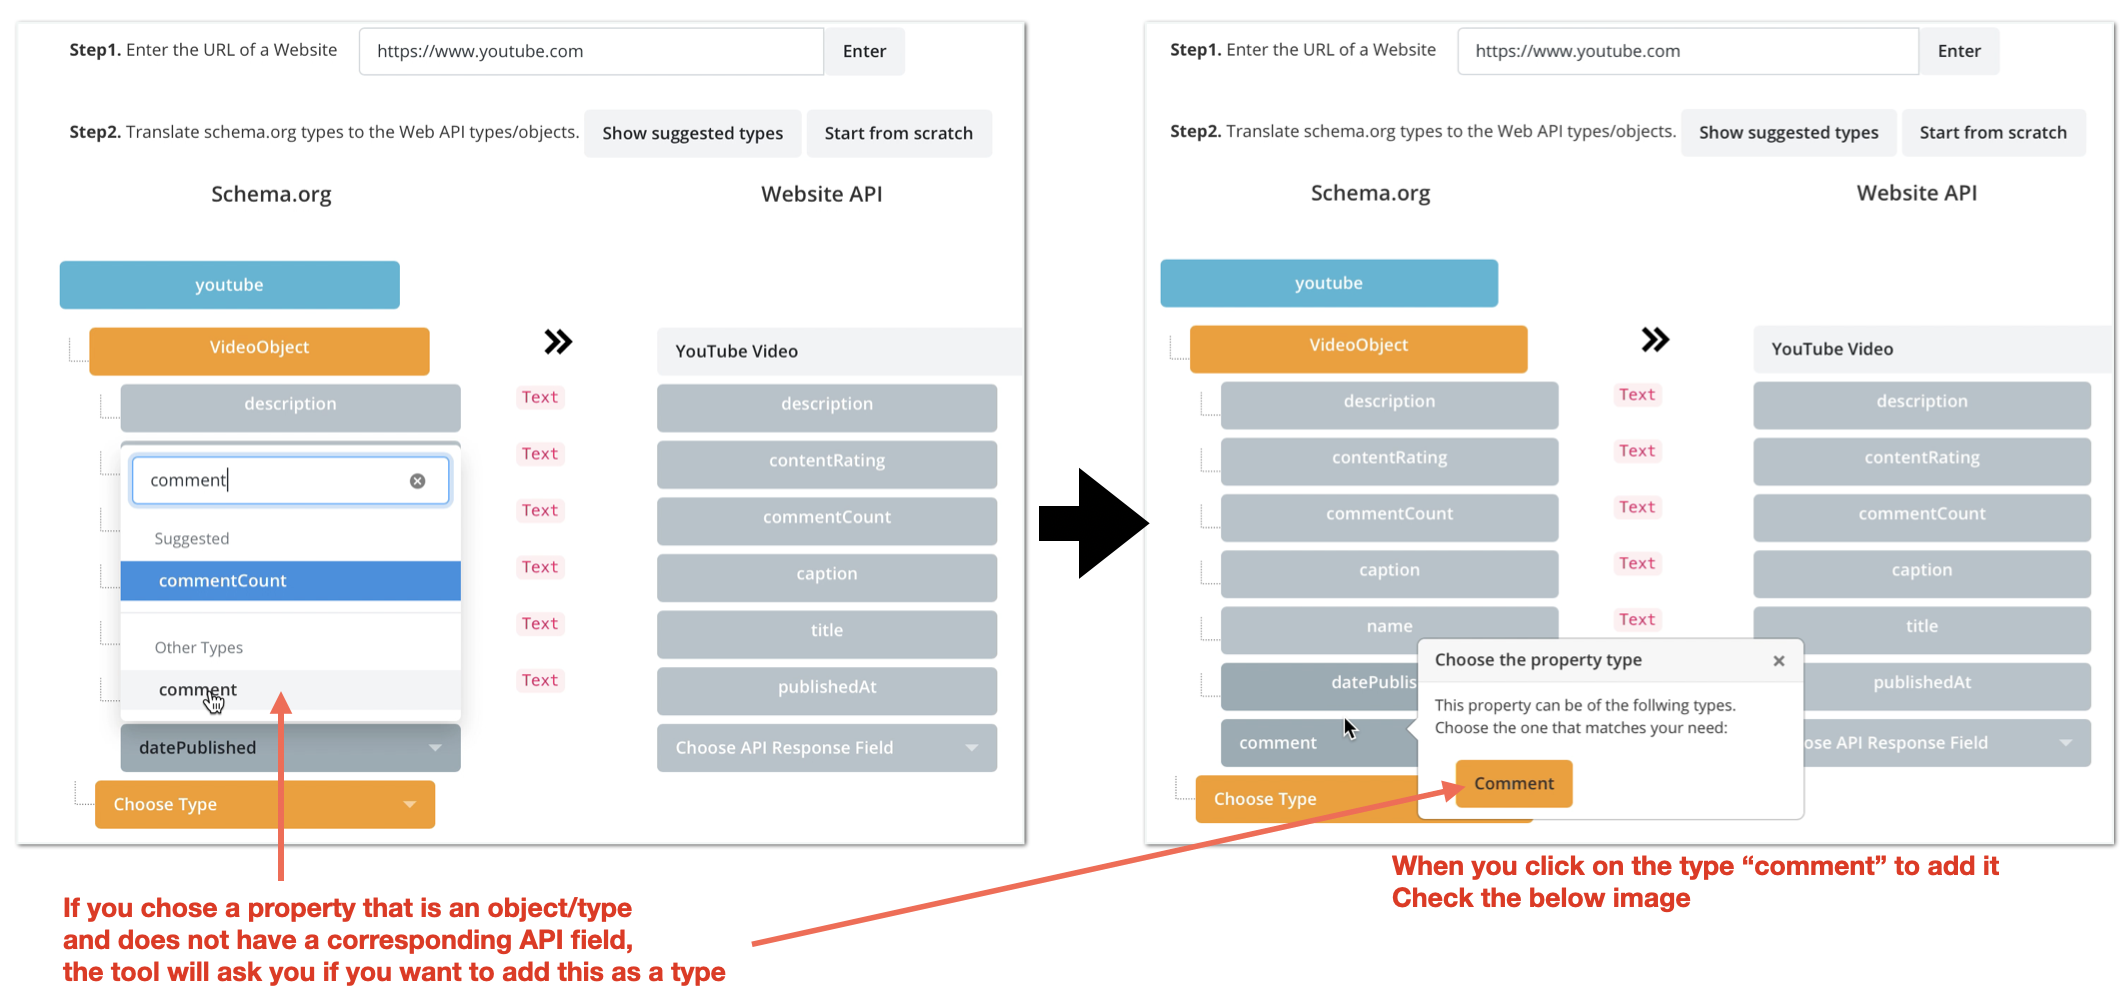 Step1. Enter the URL of a Website https://www.youtube.com Enter
Step2. Translate schema.org types to the Web API types/objects. Show suggested types Start from scratch
Schema.org Website API
youtube
VideoObject YouTube Video
description Text description
comment Text contentRating
Suggested Text commentCount
commentCount Text caption
Other Types Text title
comment Text publishedAt
datePublished Choose API Response Field
Choose Type
If you chose a property that is an object/type
and does not have a corresponding API field,
the tool will ask you if you want to add this as a type
Step1. Enter the URL of a Website https://www.youtube.com Enter
Step2. Translate schema.org types to the Web API types/objects. Show suggested types Start from scratch
Schema.org Website API
youtube
VideoObject YouTube Video
description Text description
contentRating Text contentRating
commentCount Text commentCount
caption Text caption
name Text title
datePublis publishedAt
comment ose API Response Field
Choose Type
Choose the property type
This property can be of the follwing types.
Choose the one that matches your need:
Comment
When you click on the type “comment” to add it
Check the below image